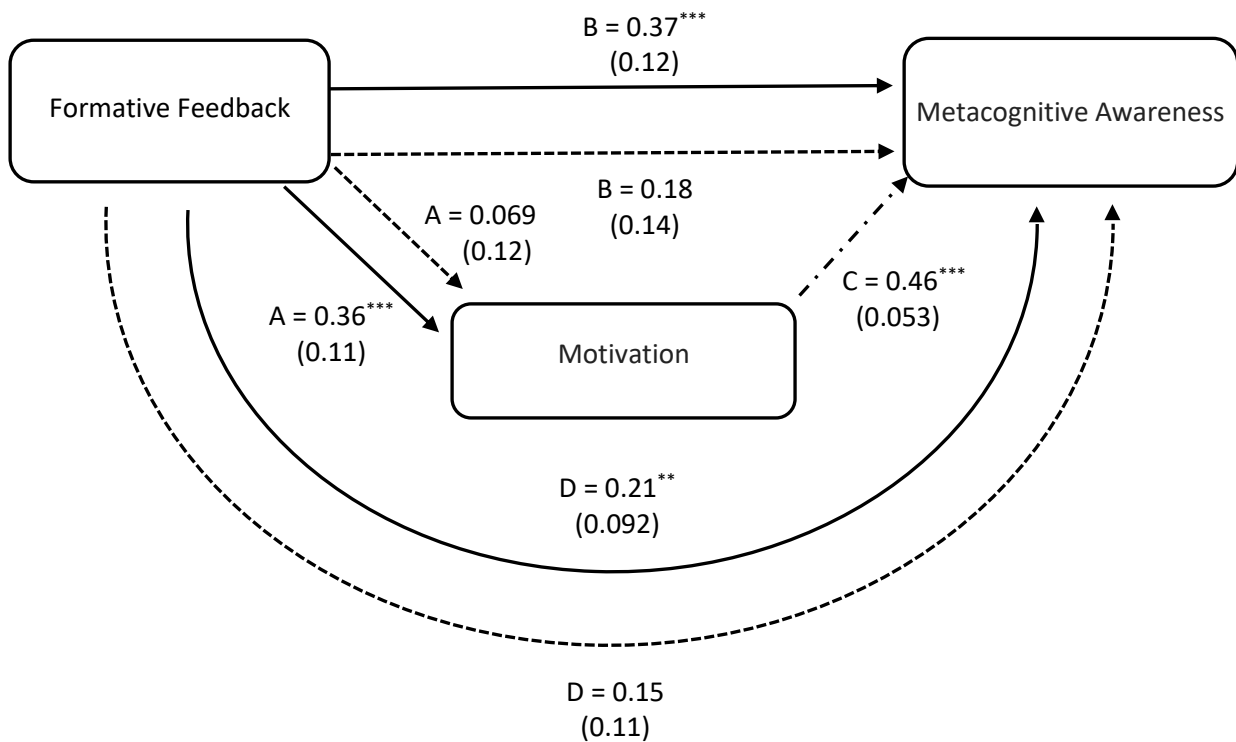 B = 0.37***
(0.12)
Formative Feedback
Metacognitive Awareness
B = 0.18
(0.14)
A = 0.069
(0.12)
C = 0.46***
(0.053)
A = 0.36***
(0.11)
Motivation
D = 0.21**
(0.092)
D = 0.15
(0.11)